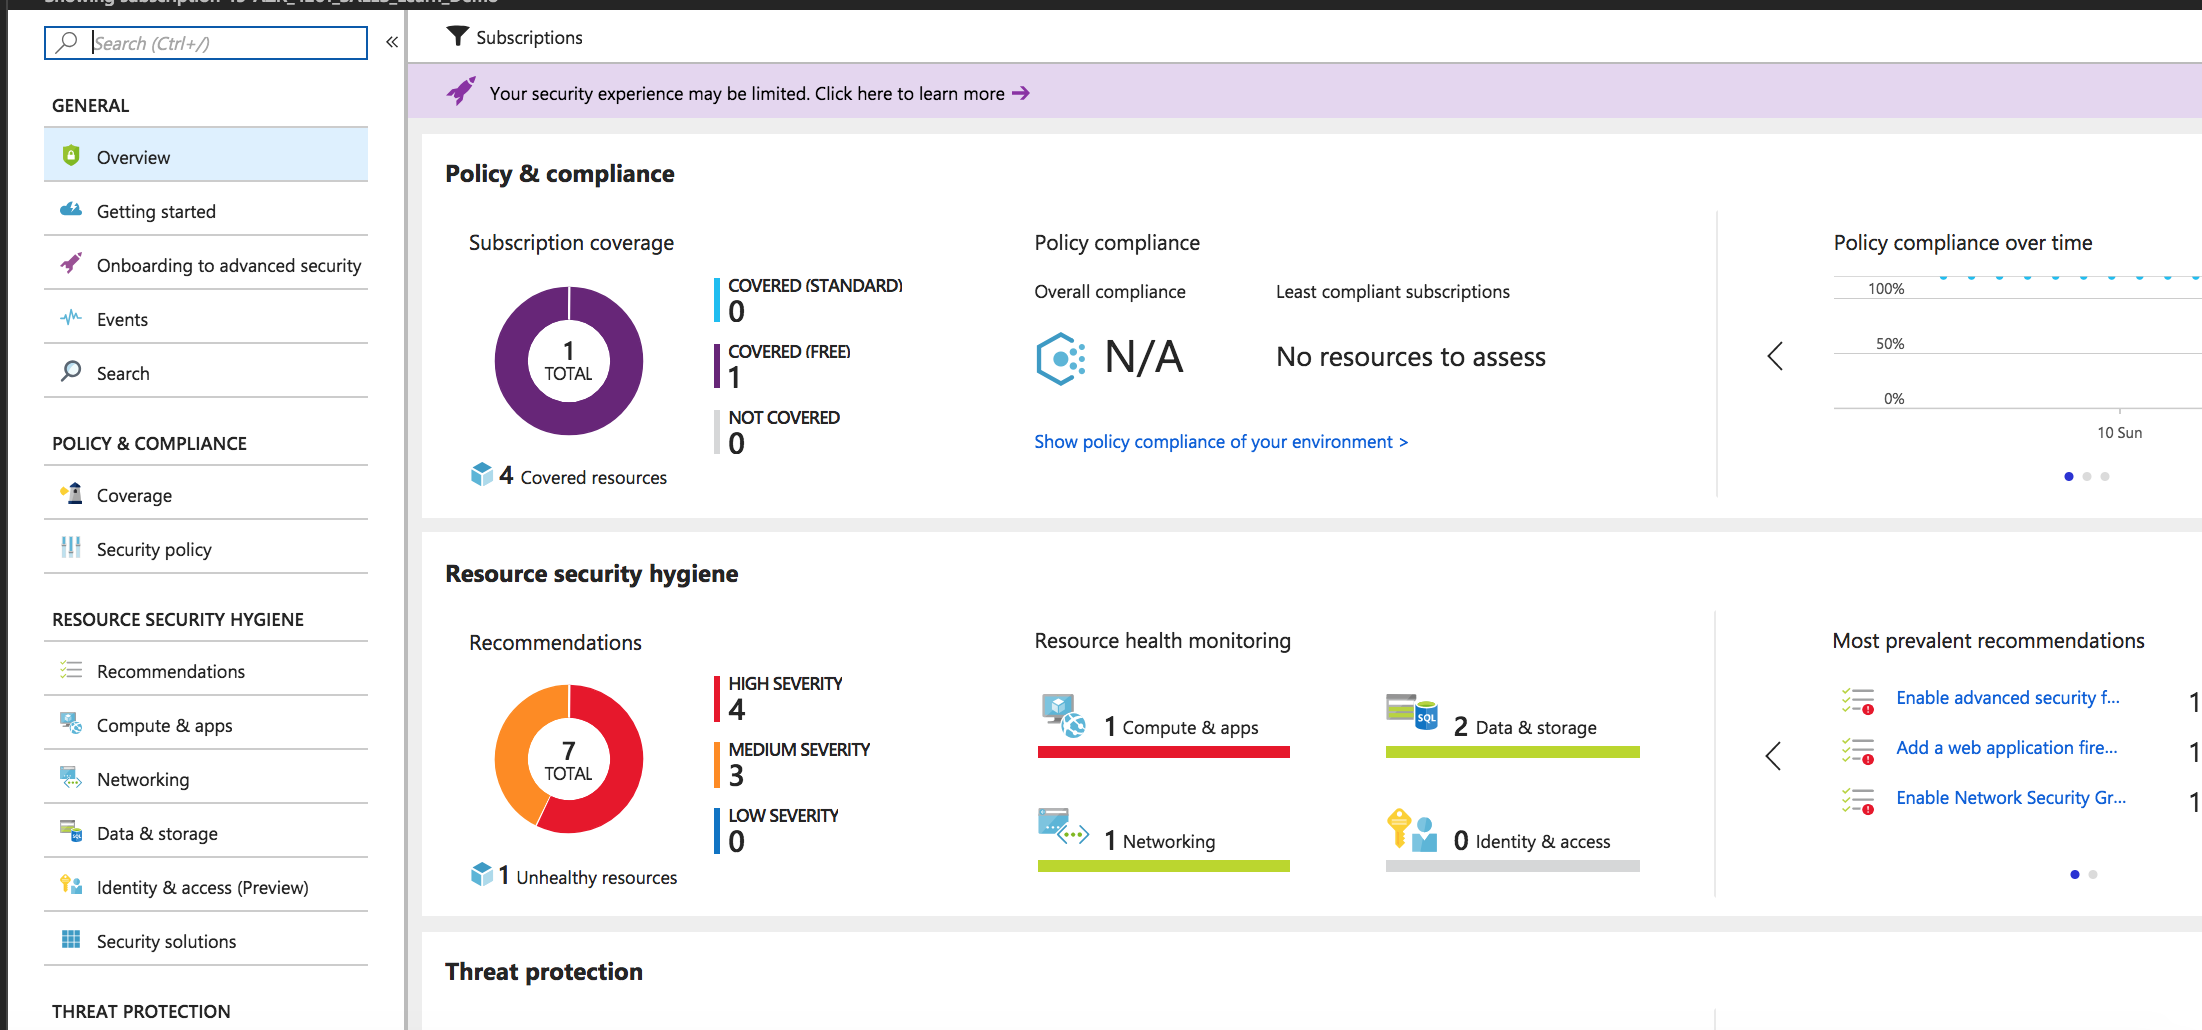 Search (Ctrl+/)
«
Subscriptions
Your security experience may be limited. Click here to learn more →
GENERAL
Overview
Getting started
Onboarding to advanced security
Events
Search
POLICY & COMPLIANCE
Coverage
Security policy
RESOURCE SECURITY HYGIENE
Recommendations
Compute & apps
Networking
Data & storage
Identity & access (Preview)
Security solutions
THREAT PROTECTION
Policy & compliance
Subscription coverage
1
TOTAL
COVERED (STANDARD)
0
COVERED (FREE)
1
NOT COVERED
0
4 Covered resources
Policy compliance
Overall compliance
N/A
Least compliant subscriptions
No resources to assess
Show policy compliance of your environment >
Policy compliance over time
100%
50%
0%
10 Sun
Resource security hygiene
Recommendations
7
TOTAL
HIGH SEVERITY
4
MEDIUM SEVERITY
3
LOW SEVERITY
0
1 Unhealthy resources
Resource health monitoring
1 Compute & apps
SQL
2 Data & storage
1 Networking
0 Identity & access
Most prevalent recommendations
Enable advanced security f... 1
Add a web application fire... 1
Enable Network Security Gr... 1
Threat protection